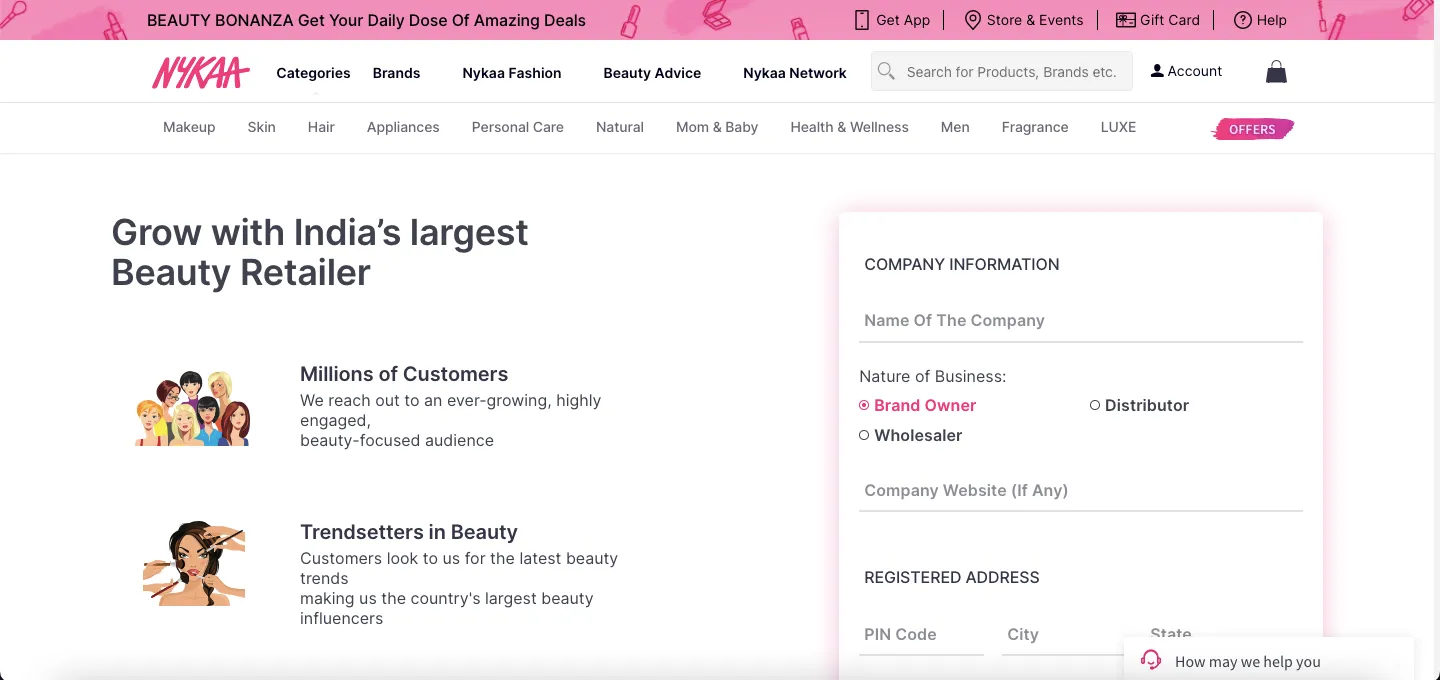 BEAUTY BONANZA Get Your Daily Dose Of Amazing Deals
Get App
Store & Events
Gift Card
Help
NYKAA
Categories
Brands
Nykaa Fashion
Beauty Advice
Nykaa Network
Search for Products, Brands etc.
Account
Makeup
Skin
Hair
Appliances
Personal Care
Natural
Mom & Baby
Health & Wellness
Men
Fragrance
LUXE
OFFERS
Grow with India’s largest
Beauty Retailer
Millions of Customers
We reach out to an ever-growing, highly
engaged,
beauty-focused audience
Trendsetters in Beauty
Customers look to us for the latest beauty
trends
making us the country's largest beauty
influencers
COMPANY INFORMATION
Name Of The Company
Nature of Business:
Brand Owner
Distributor
Wholesaler
Company Website (If Any)
REGISTERED ADDRESS
PIN Code
City
State
How may we help you